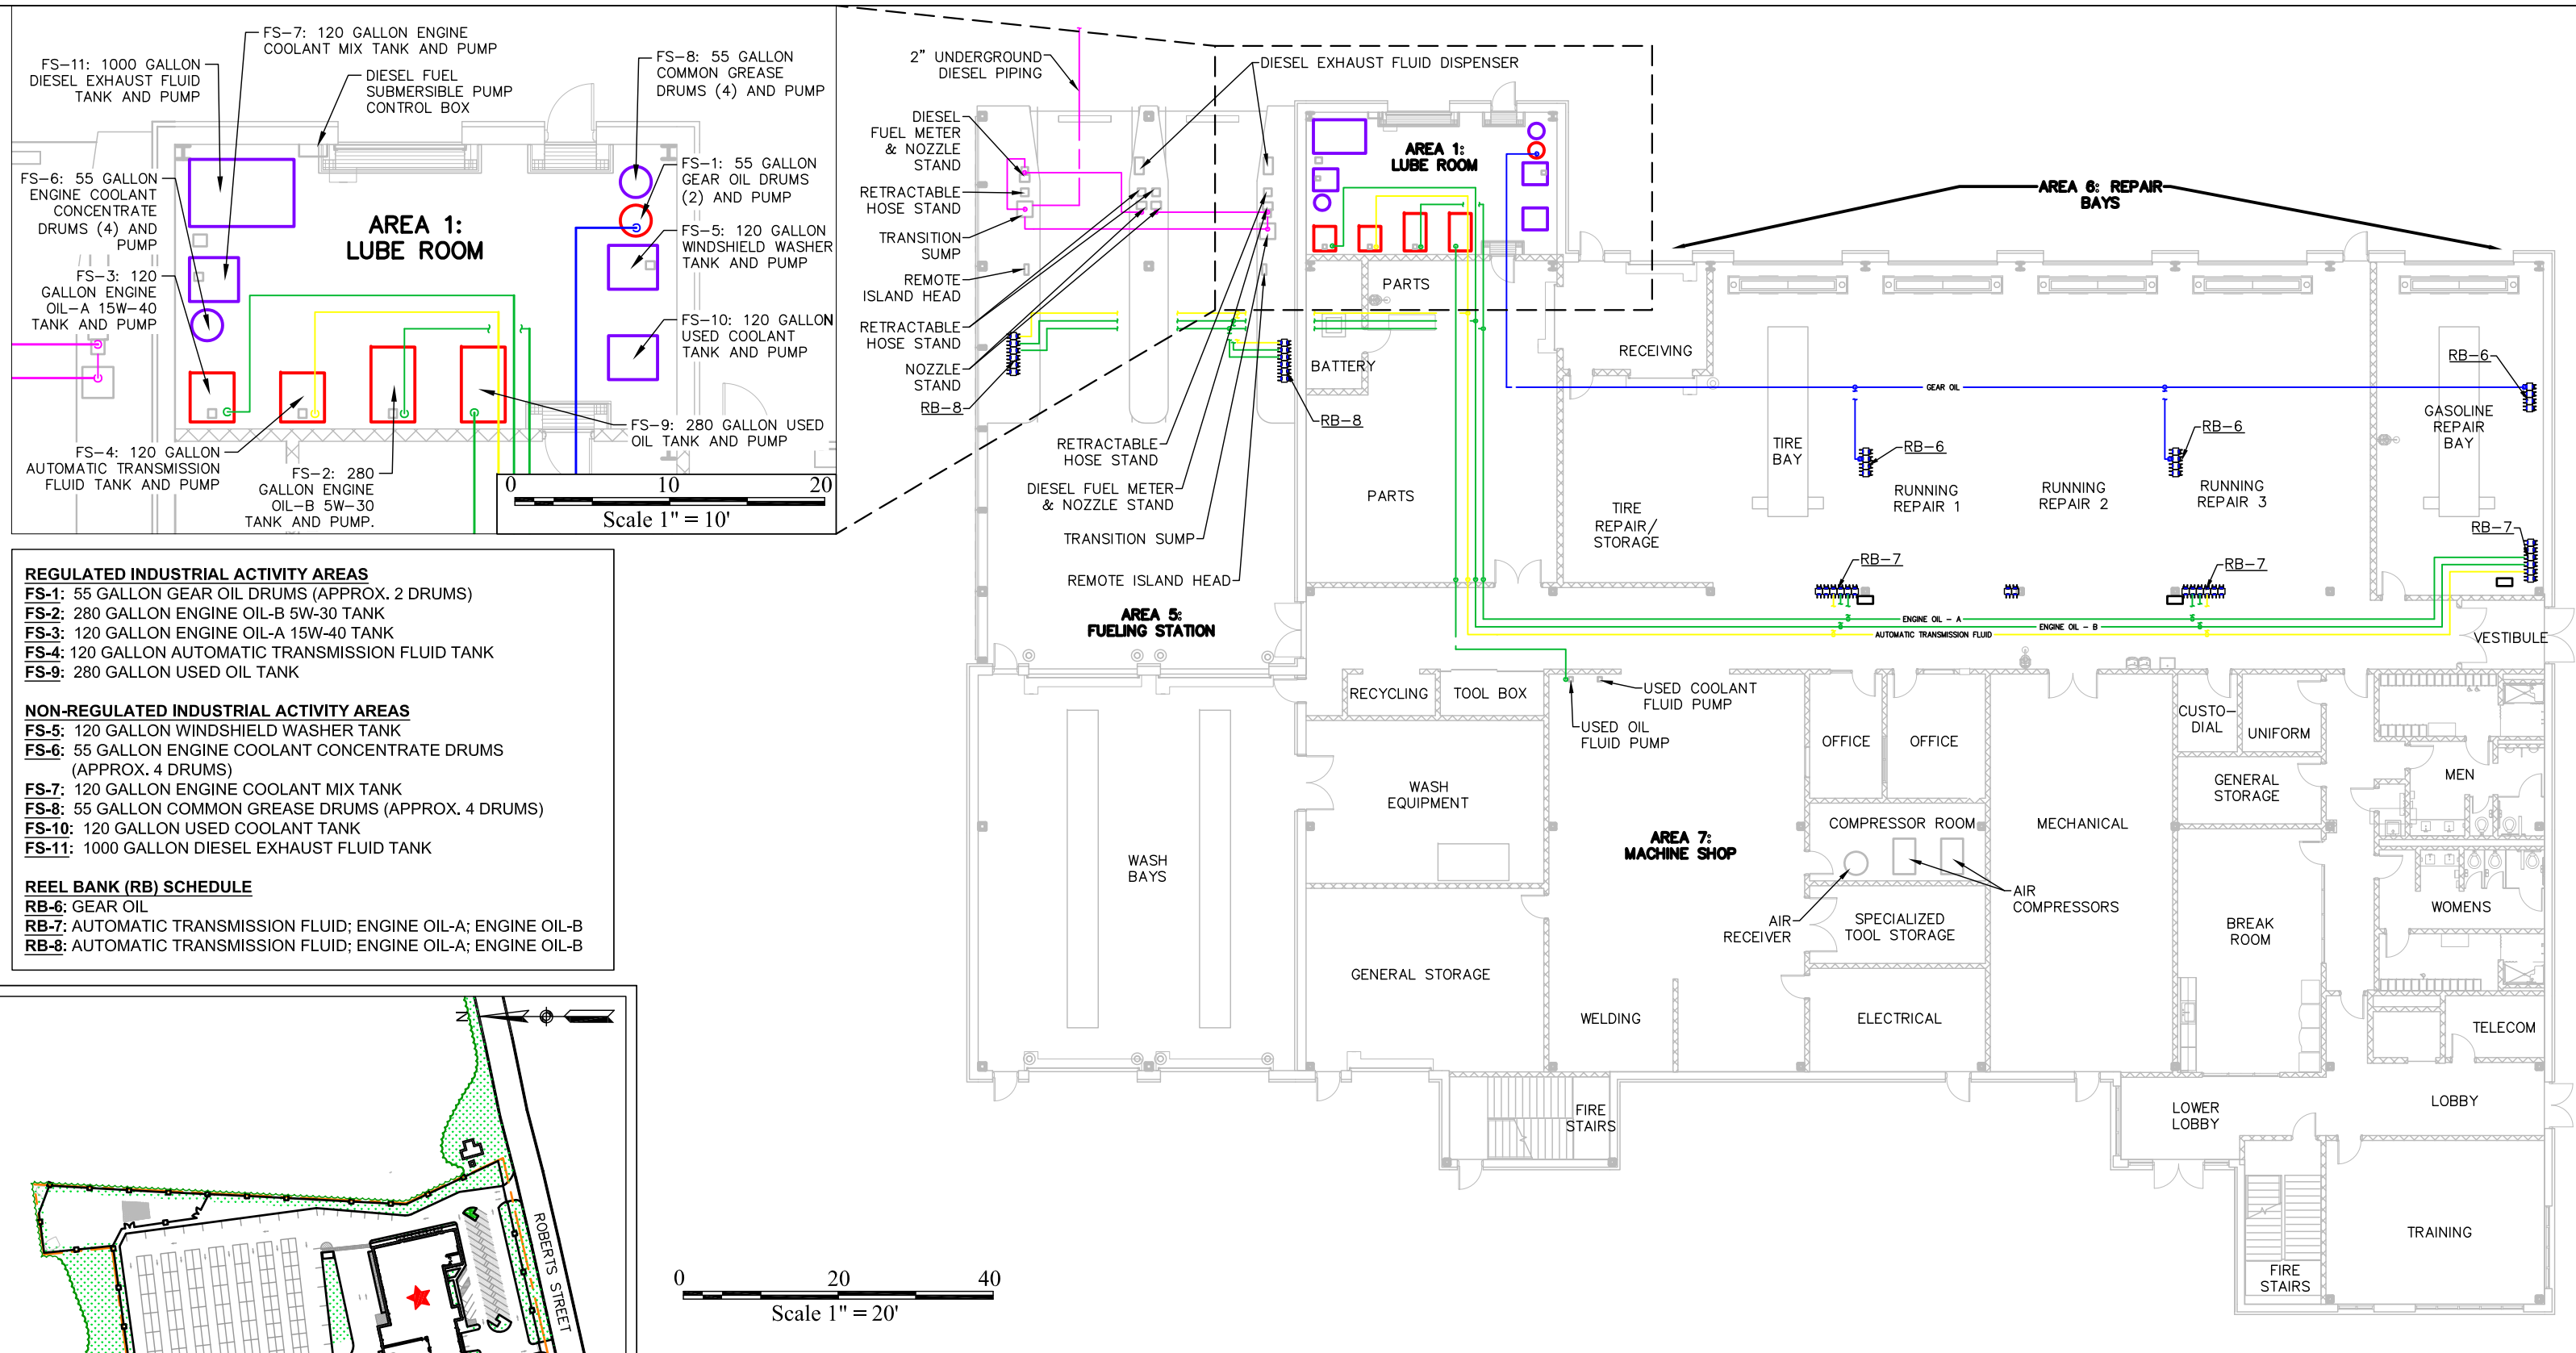 FS-7: 120 GALLON ENGINE
COOLANT MIX TANK AND PUMP
FS-11: 1000 GALLON
DIESEL EXHAUST FLUID
TANK AND PUMP
DIESEL FUEL
SUBMERSIBLE PUMP
CONTROL BOX
FS-8: 55 GALLON
COMMON GREASE
DRUMS (4) AND PUMP
FS-6: 55 GALLON
ENGINE COOLANT
CONCENTRATE
DRUMS (4) AND
PUMP
FS-1: 55 GALLON
GEAR OIL DRUMS
(2) AND PUMP
AREA 1:
LUBE ROOM
FS-5: 120 GALLON
WINDSHIELD WASHER
TANK AND PUMP
FS-3: 120
GALLON ENGINE
OIL-A 15W-40
TANK AND PUMP
FS-10: 120 GALLON
USED COOLANT
TANK AND PUMP
FS-9: 280 GALLON USED
OIL TANK AND PUMP
FS-4: 120 GALLON
AUTOMATIC TRANSMISSION
FLUID TANK AND PUMP
FS-2: 280
GALLON ENGINE
OIL-B 5W-30
TANK AND PUMP.
0 10 20
Scale 1" = 10'
REGULATED INDUSTRIAL ACTIVITY AREAS
FS-1: 55 GALLON GEAR OIL DRUMS (APPROX. 2 DRUMS)
FS-2: 280 GALLON ENGINE OIL-B 5W-30 TANK
FS-3: 120 GALLON ENGINE OIL-A 15W-40 TANK
FS-4: 120 GALLON AUTOMATIC TRANSMISSION FLUID TANK
FS-9: 280 GALLON USED OIL TANK
NON-REGULATED INDUSTRIAL ACTIVITY AREAS
FS-5: 120 GALLON WINDSHIELD WASHER TANK
FS-6: 55 GALLON ENGINE COOLANT CONCENTRATE DRUMS
(APPROX. 4 DRUMS)
FS-7: 120 GALLON ENGINE COOLANT MIX TANK
FS-8: 55 GALLON COMMON GREASE DRUMS (APPROX. 4 DRUMS)
FS-10: 120 GALLON USED COOLANT TANK
FS-11: 1000 GALLON DIESEL EXHAUST FLUID TANK
REEL BANK (RB) SCHEDULE
RB-6: GEAR OIL
RB-7: AUTOMATIC TRANSMISSION FLUID; ENGINE OIL-A; ENGINE OIL-B
RB-8: AUTOMATIC TRANSMISSION FLUID; ENGINE OIL-A; ENGINE OIL-B
N
ROBERTS STREET
0 20 40
Scale 1" = 20'
2" UNDERGROUND
DIESEL PIPING
DIESEL EXHAUST FLUID DISPENSER
DIESEL
FUEL METER
& NOZZLE
STAND
RETRACTABLE
HOSE STAND
TRANSITION
SUMP
REMOTE
ISLAND HEAD
RETRACTABLE
HOSE STAND
NOZZLE
STAND
RB-8
RB-8
RETRACTABLE
HOSE STAND
DIESEL FUEL METER
& NOZZLE STAND
TRANSITION SUMP
REMOTE ISLAND HEAD
AREA 5:
FUELING STATION
AREA 1:
LUBE ROOM
PARTS
BATTERY
PARTS
RECEIVING
TIRE
REPAIR/
STORAGE
AREA 6: REPAIR
BAYS
GEAR OIL
TIRE
BAY
RB-6
RUNNING
REPAIR 1
RUNNING
REPAIR 2
RB-6
RUNNING
REPAIR 3
RB-6
GASOLINE
REPAIR
BAY
RB-7
RB-7
RB-7
ENGINE OIL - A
ENGINE OIL - B
AUTOMATIC TRANSMISSION FLUID
VESTIBULE
RECYCLING
TOOL BOX
USED COOLANT
FLUID PUMP
USED OIL
FLUID PUMP
OFFICE
OFFICE
CUSTO-
DIAL
UNIFORM
MEN
GENERAL
STORAGE
WASH
EQUIPMENT
COMPRESSOR ROOM
MECHANICAL
AREA 7:
MACHINE SHOP
WASH
BAYS
AIR
COMPRESSORS
AIR
RECEIVER
SPECIALIZED
TOOL STORAGE
BREAK
ROOM
WOMENS
GENERAL STORAGE
WELDING
ELECTRICAL
TELECOM
FIRE
STAIRS
LOWER
LOBBY
LOBBY
TRAINING
FIRE
STAIRS